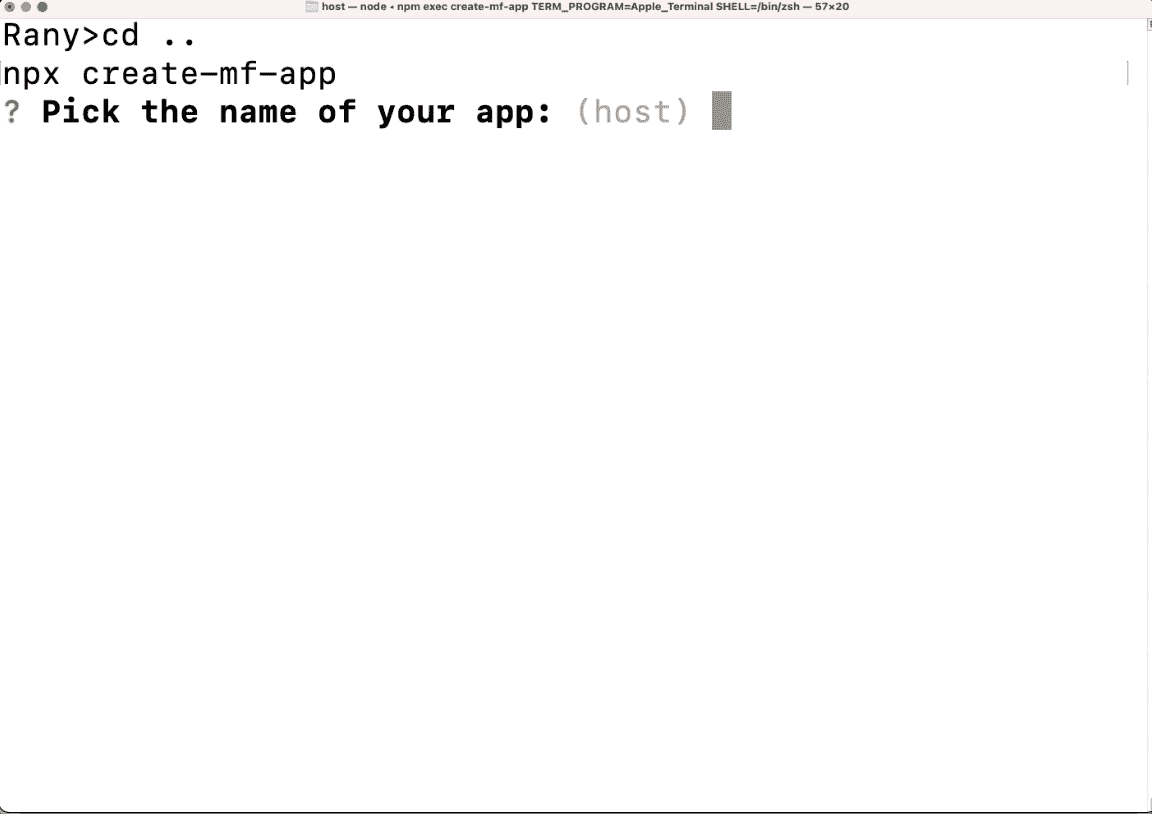 host — node • npm exec create-mf-app TERM_PROGRAM=Apple_Terminal SHELL=/bin/zsh — 57×20
Rany>cd ..
npx create-mf-app
? Pick the name of your app: (host)